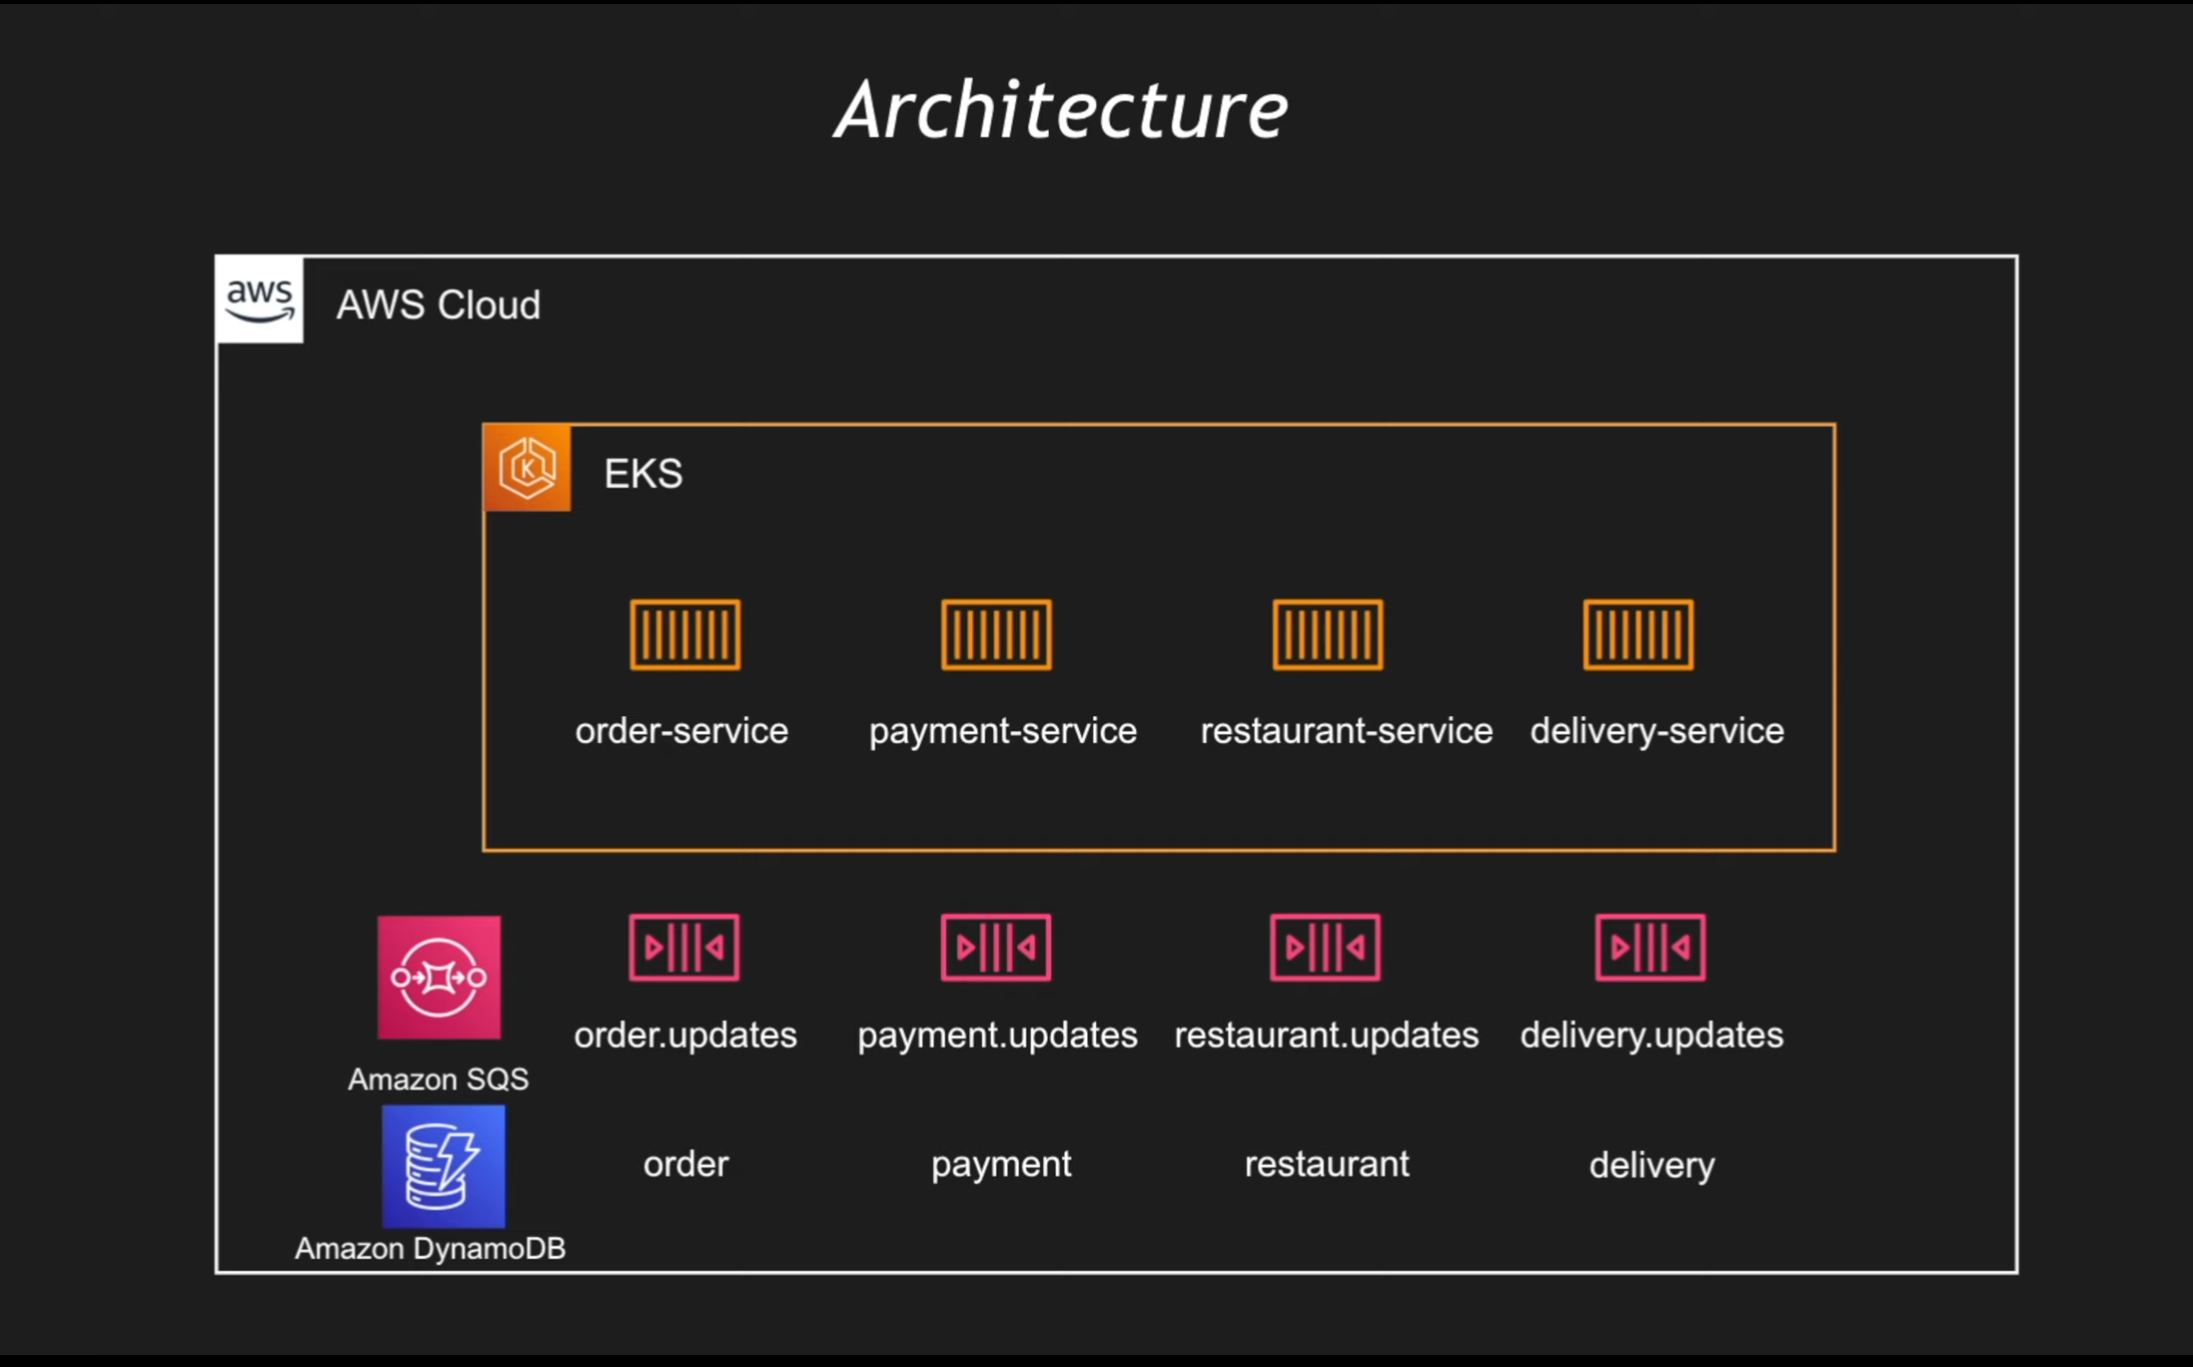 Architecture
aws
AWS Cloud
K
EKS
order-service
payment-service
restaurant-service
delivery-service
order.updates
payment.updates
restaurant.updates
delivery.updates
Amazon SQS
order
payment
restaurant
delivery
Amazon DynamoDB